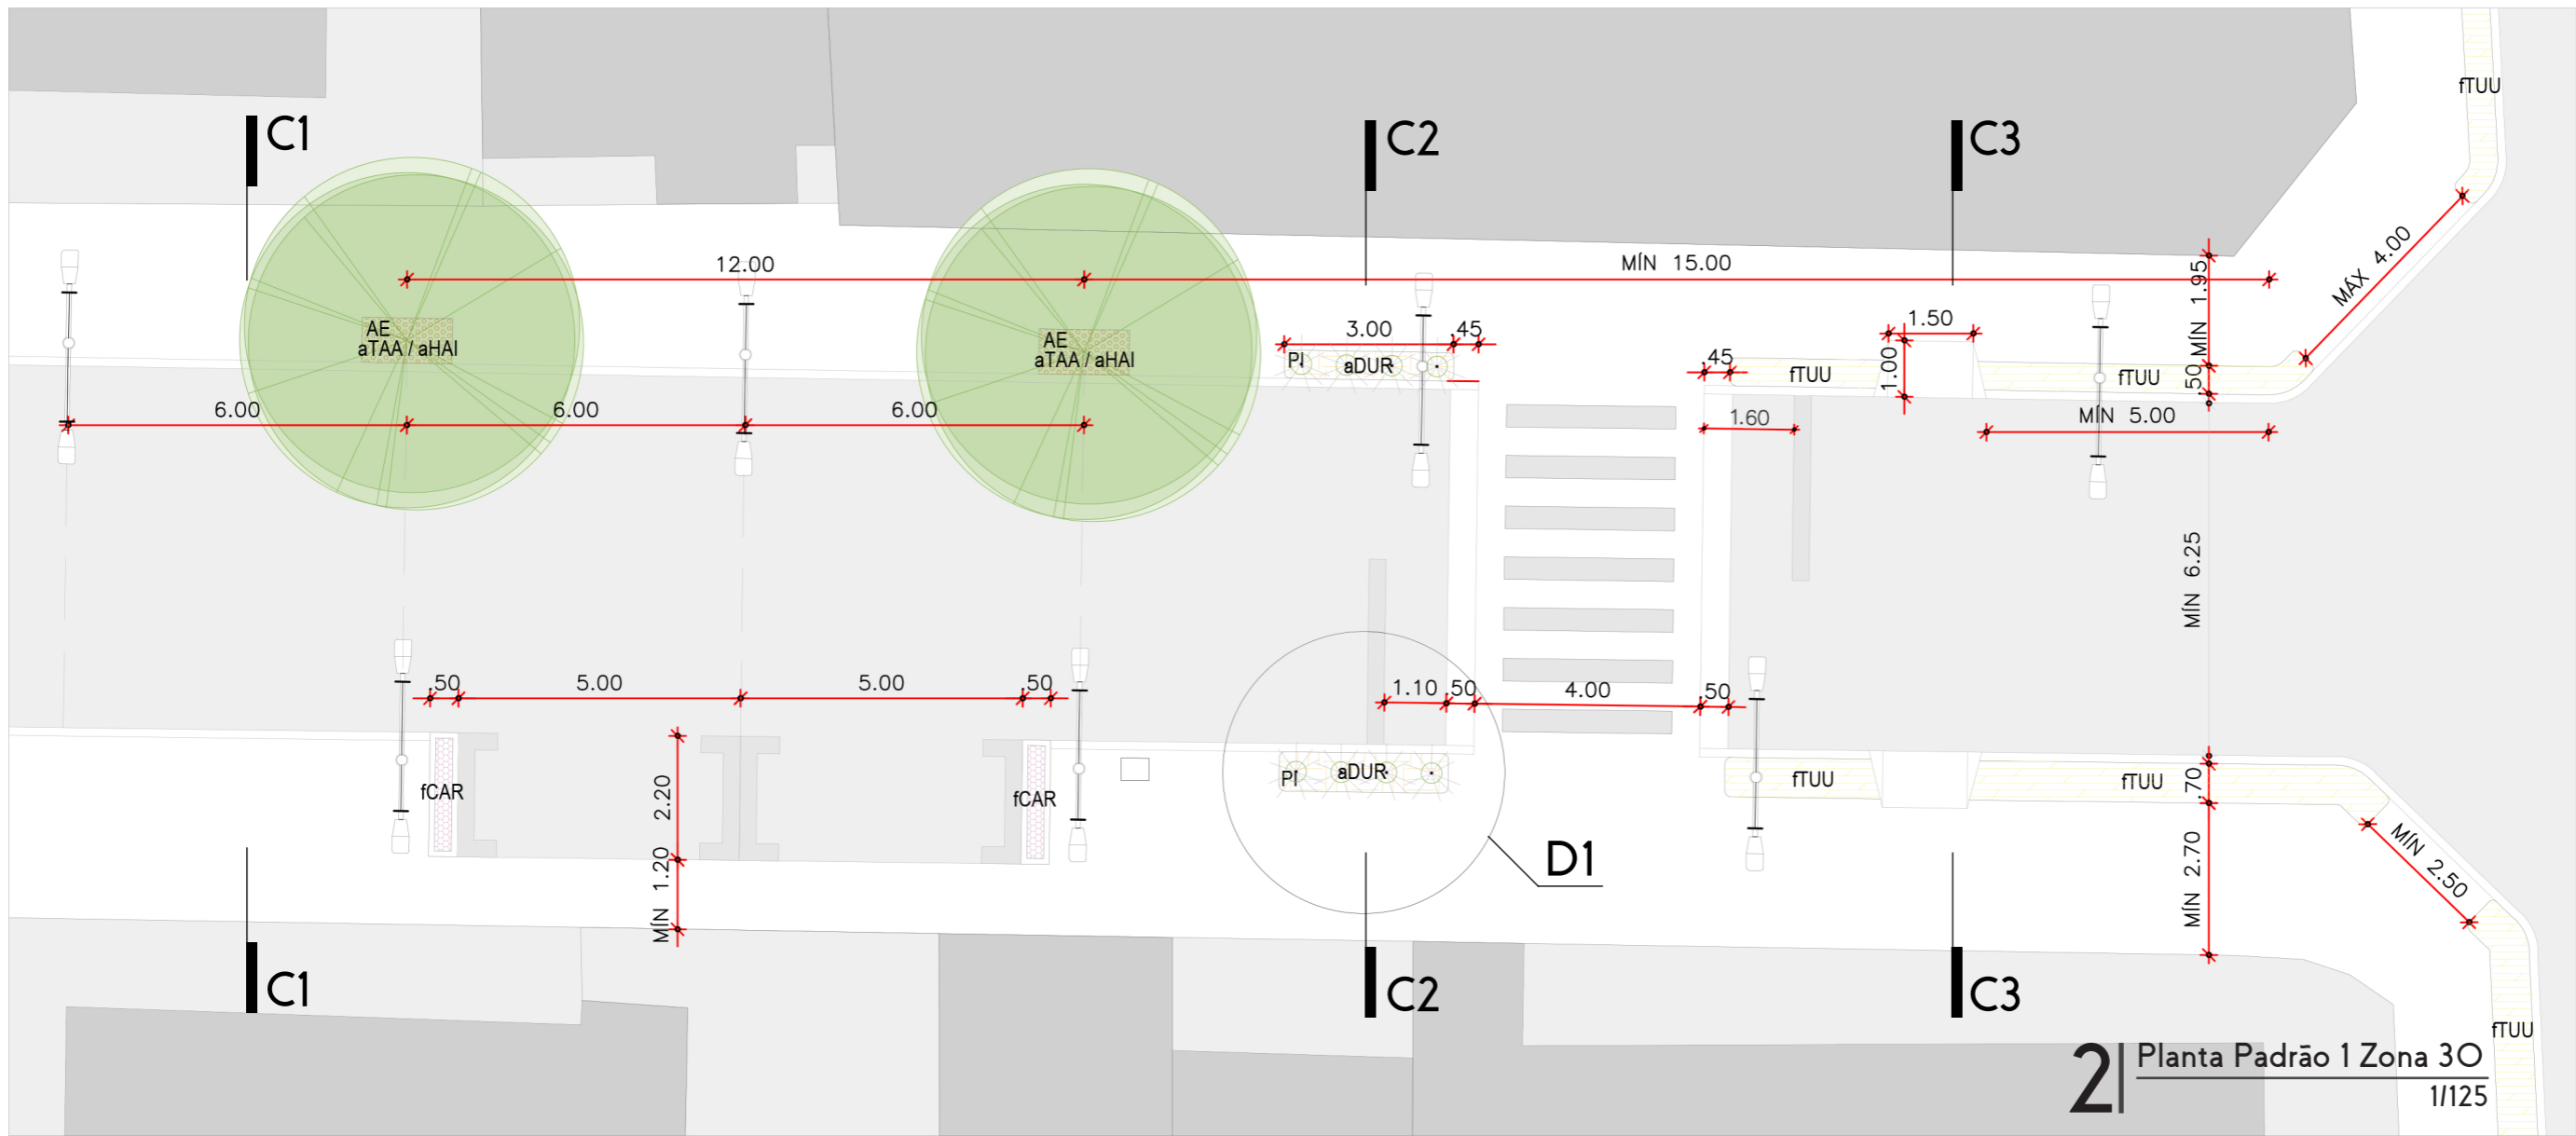 fTUU
C1
C2
C3
12.00
MÍN 15.00
MÍN 1.95
MÁX 4.00
AE
aTAA / aHAI
AE
aTAA / aHAI
3.00
.45
PI
aDUR
.45
fTUU
1.50
1.00
fTUU
.50
6.00
6.00
6.00
1.60
MÍN 5.00
MÍN 6.25
.50
5.00
5.00
.50
1.10
.50
4.00
.50
fCAR
2.20
fCAR
PI
aDUR
fTUU
fTUU
.70
MÍN 1.20
D1
MÍN 2.70
MÍN 2.50
C1
C2
C3
fTUU
2
Planta Padrão 1 Zona 30
1/125